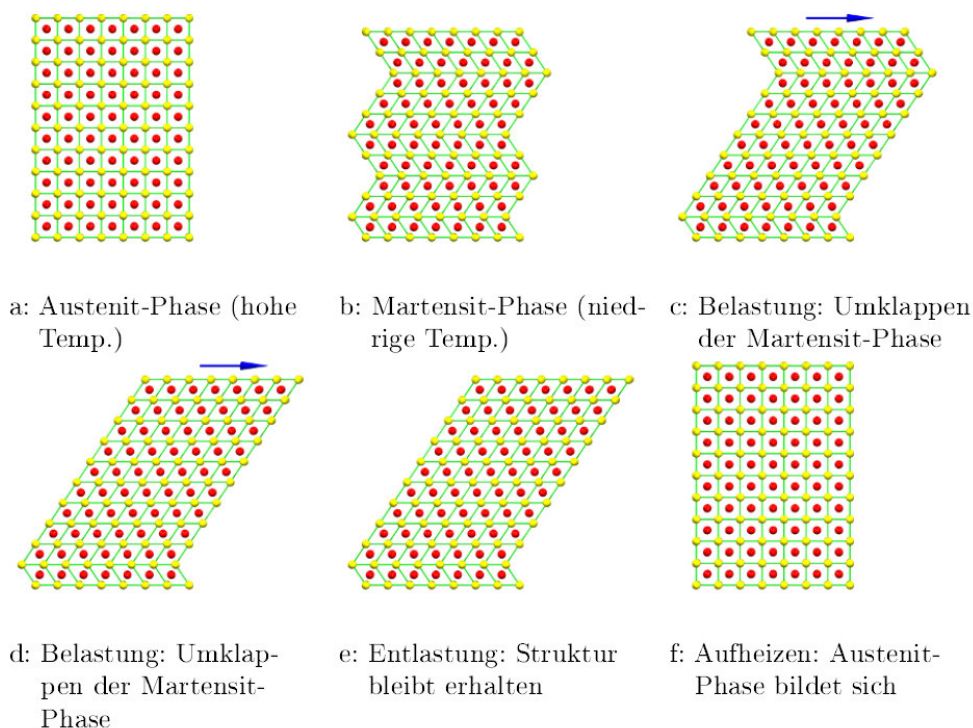 a: Austenit-Phase (hohe
Temp.)
b: Martensit-Phase (nied-
rige Temp.)
c: Belastung: Umklappen
der Martensit-Phase
d: Belastung: Umklap-
pen der Martensit-
Phase
e: Entlastung: Struktur
bleibt erhalten
f: Aufheizen: Austenit-
Phase bildet sich